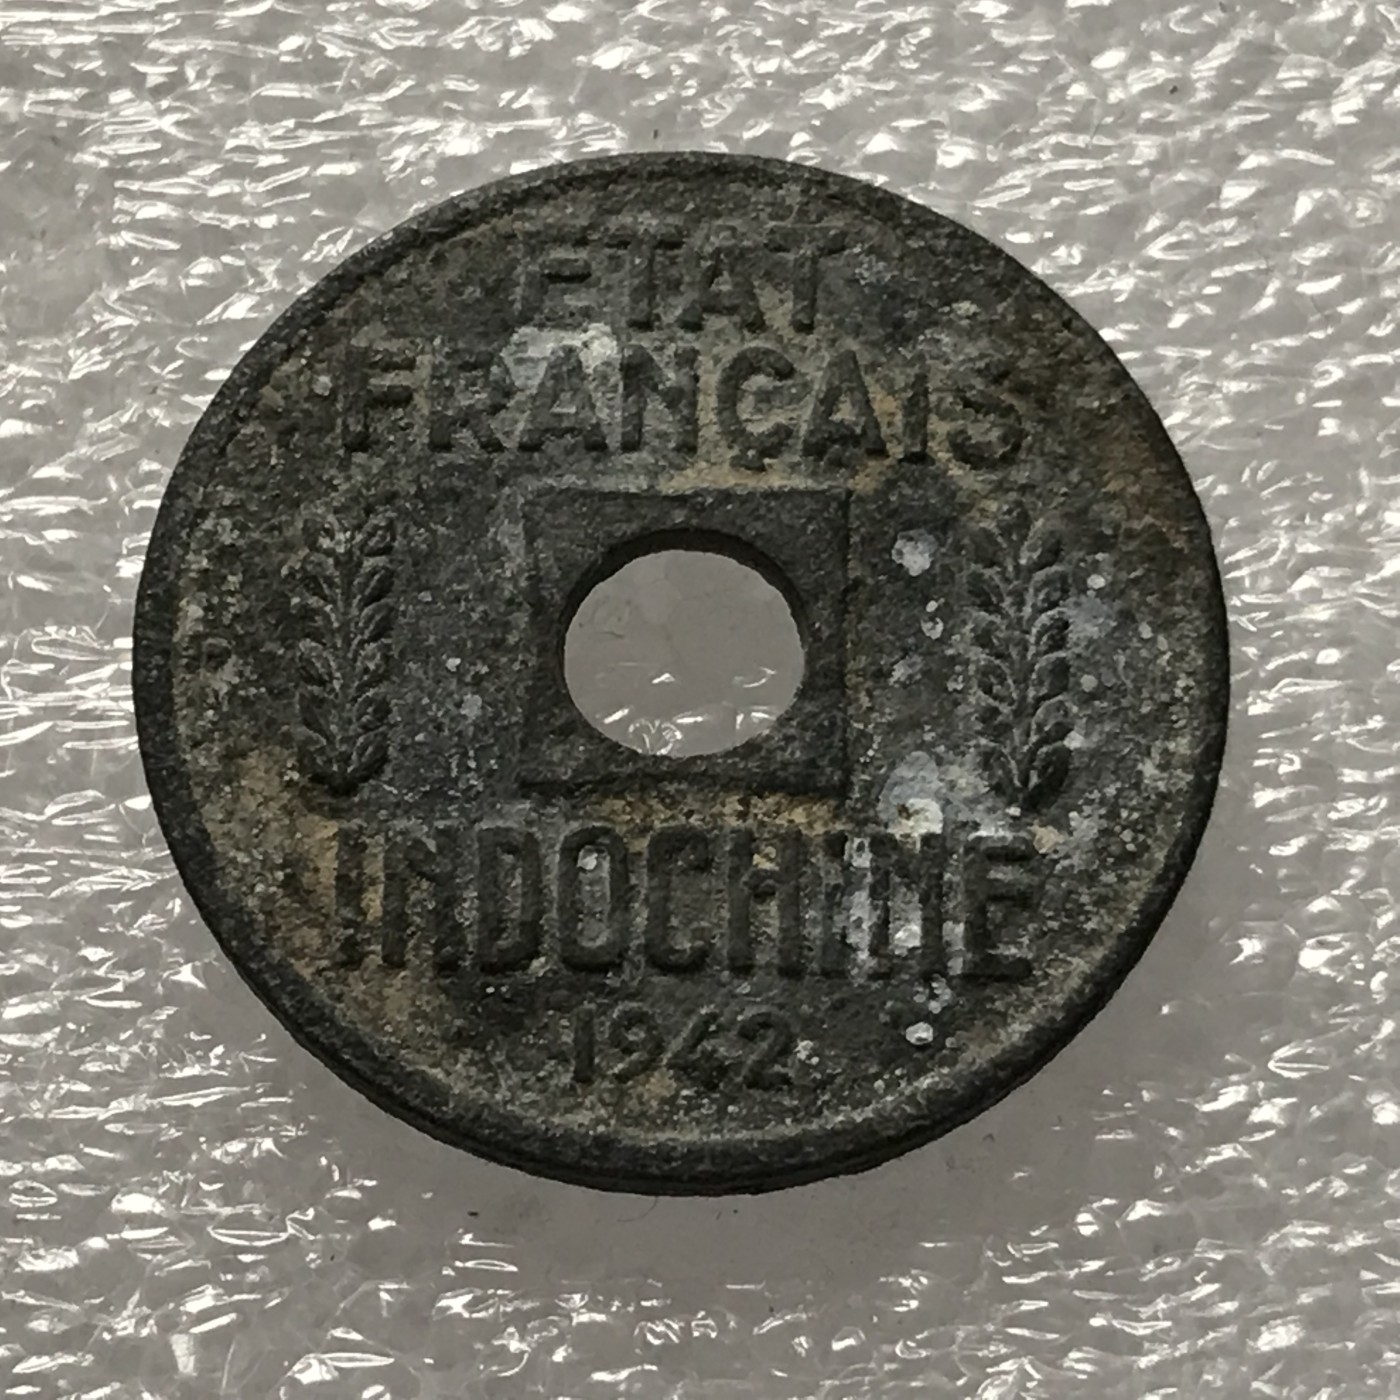 ETAT
FRANÇAIS
INDOCHINE
1942